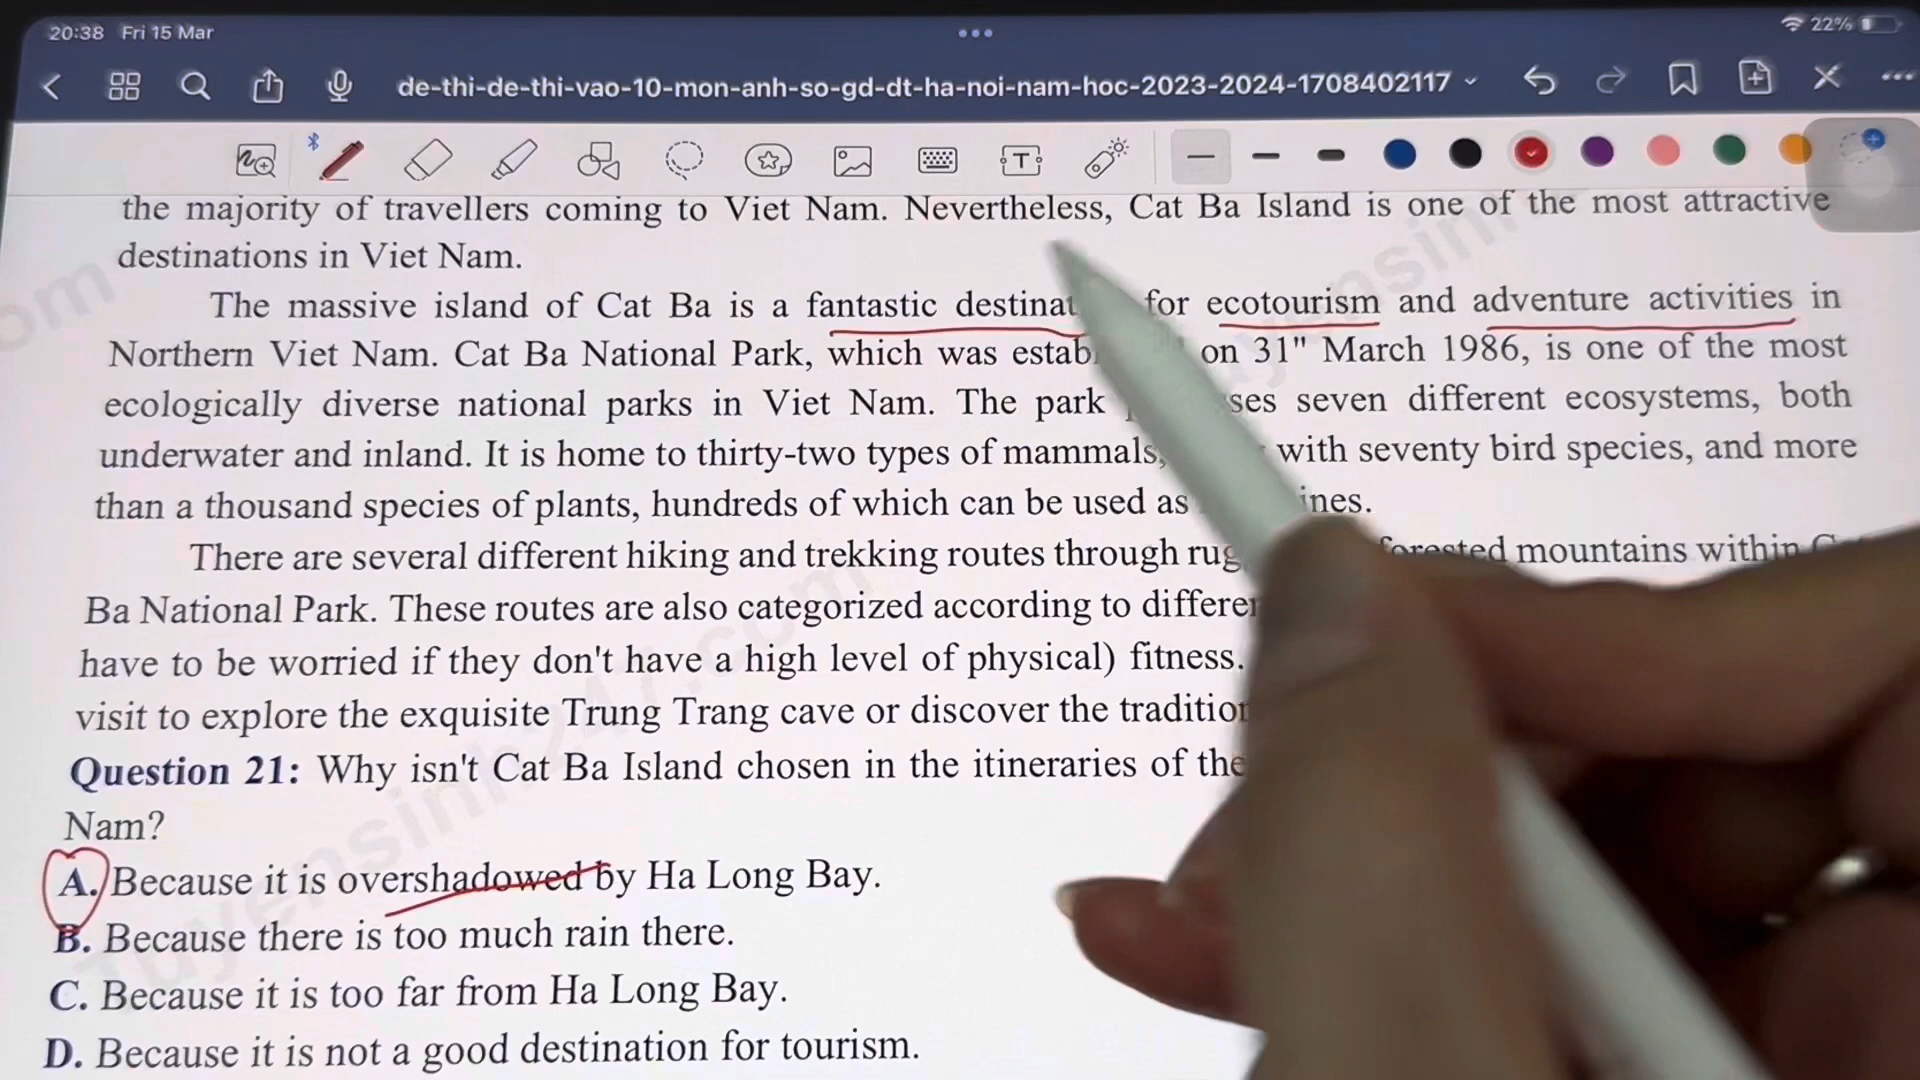 20:38 Fri 15 Mar
22%
de-thi-de-thi-vao-10-mon-anh-so-gd-dt-ha-noi-nam-hoc-2023-2024-1708402117
T
the majority of travellers coming to Viet Nam. Nevertheless, Cat Ba Island is one of the most attractive
destinations in Viet Nam.
The massive island of Cat Ba is a fantastic destinat for ecotourism and adventure activities in
Northern Viet Nam. Cat Ba National Park, which was estab on 31" March 1986, is one of the most
ecologically diverse national parks in Viet Nam. The park ses seven different ecosystems, both
underwater and inland. It is home to thirty-two types of mammals, with seventy bird species, and more
than a thousand species of plants, hundreds of which can be used as ines.
There are several different hiking and trekking routes through rug forested mountains within
Ba National Park. These routes are also categorized according to differen
have to be worried if they don't have a high level of physical) fitness.
visit to explore the exquisite Trung Trang cave or discover the tradition
Question 21: Why isn't Cat Ba Island chosen in the itineraries of the
Nam?
A. Because it is overshadowed by Ha Long Bay.
B. Because there is too much rain there.
C. Because it is too far from Ha Long Bay.
D. Because it is not a good destination for tourism.
Tuyensinh247.com